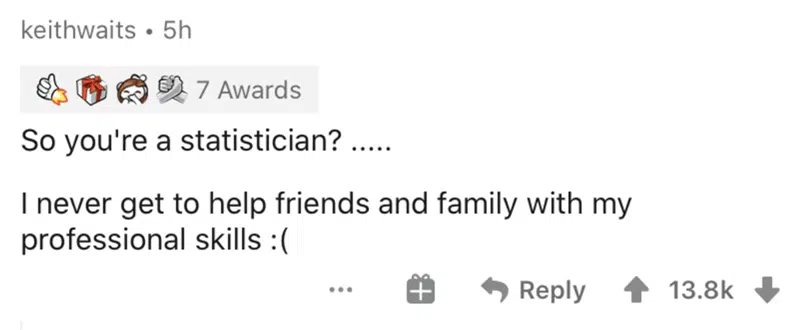 keithwaits • 5h
7 Awards
So you're a statistician? .....
I never get to help friends and family with my
professional skills :(
... Reply 13.8k